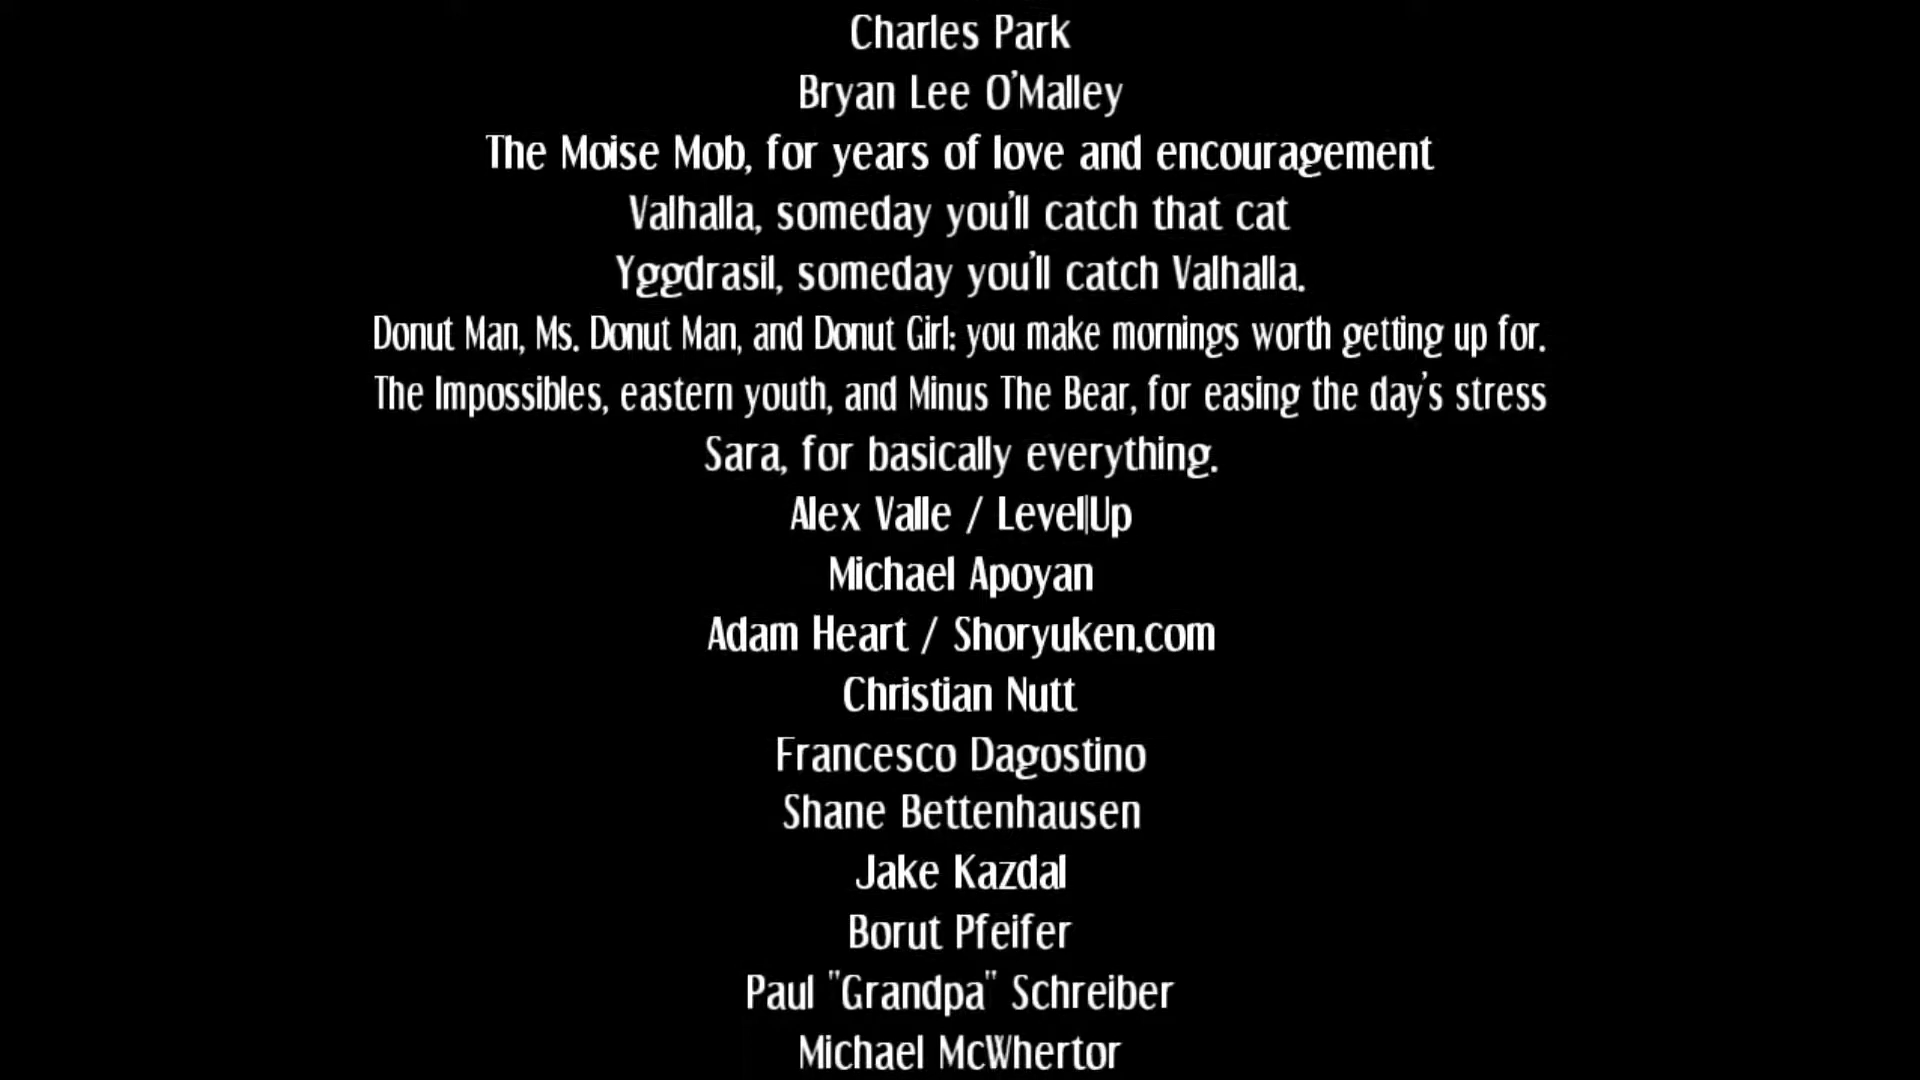 Charles Park
Bryan Lee O'Malley
The Moise Mob, for years of love and encouragement
Valhalla, someday you'll catch that cat
Yggdrasil, someday you'll catch Valhalla.
Donut Man, Ms. Donut Man, and Donut Girl: you make mornings worth getting up for.
The Impossibles, eastern youth, and Minus The Bear, for easing the day's stress
Sara, for basically everything.
Alex Valle / Level|Up
Michael Apoyan
Adam Heart / Shoryuken.com
Christian Nutt
Francesco Dagostino
Shane Bettenhausen
Jake Kazdal
Borut Pfeifer
Paul "Grandpa" Schreiber
Michael McWhertor